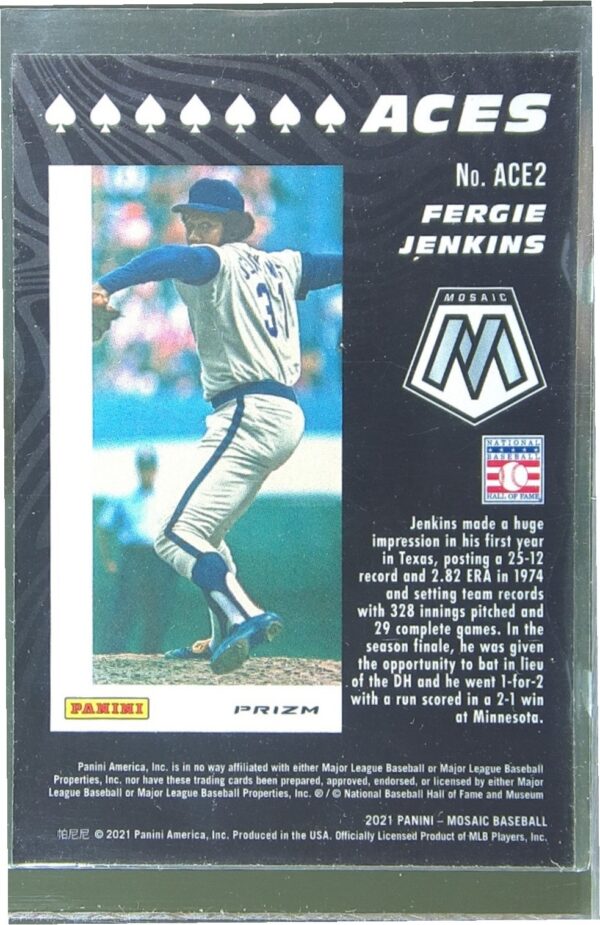 ACES
No. ACE2
FERGIE
JENKINS
MOSAIC
M
NATIONAL
BASEBALL
HALL OF FAME
31
Jenkins made a huge
impression in his first year
in Texas, posting a 25-12
record and 2.82 ERA in 1974
and setting team records
with 328 innings pitched and
29 complete games. In the
season finale, he was given
the opportunity to bat in lieu
of the DH and he went 1-for-2
with a run scored in a 2-1 win
at Minnesota.
PANINI
PRIZM
Panini America, Inc. is in no way affiliated with either Major League Baseball or Major League Baseball
Properties, Inc. nor have these trading cards been prepared, approved, endorsed, or licensed by either Major
League Baseball or Major League Baseball Properties, Inc. ® / © National Baseball Hall of Fame and Museum
2021 PANINI – MOSAIC BASEBALL
帕尼尼 © 2021 Panini America, Inc. Produced in the USA. Officially Licensed Product of MLB Players, Inc.